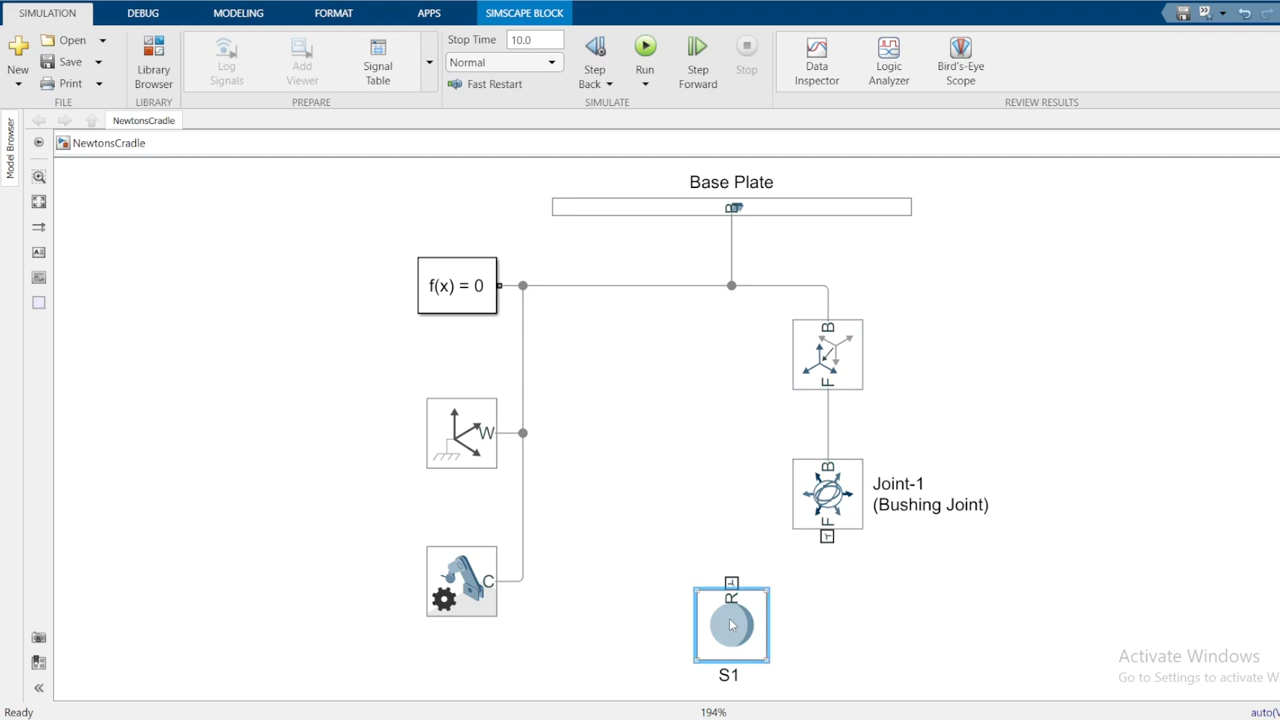 SIMULATION
DEBUG
MODELING
FORMAT
APPS
SIMSCAPE BLOCK
New
Open
Save
Print
FILE
Library
Browser
LIBRARY
Log
Signals
Add
Viewer
Signal
Table
PREPARE
Stop Time
10.0
Normal
Fast Restart
Step
Back
Run
Step
Forward
Stop
SIMULATE
Data
Inspector
Logic
Analyzer
Bird's-Eye
Scope
REVIEW RESULTS
Model Browser
NewtonsCradle
NewtonsCradle
Base Plate
B
f(x) = 0
B
F
W
B
F
Joint-1
(Bushing Joint)
C
R
S1
Activate Windows
Go to Settings to activate W
Ready
194%
auto(V